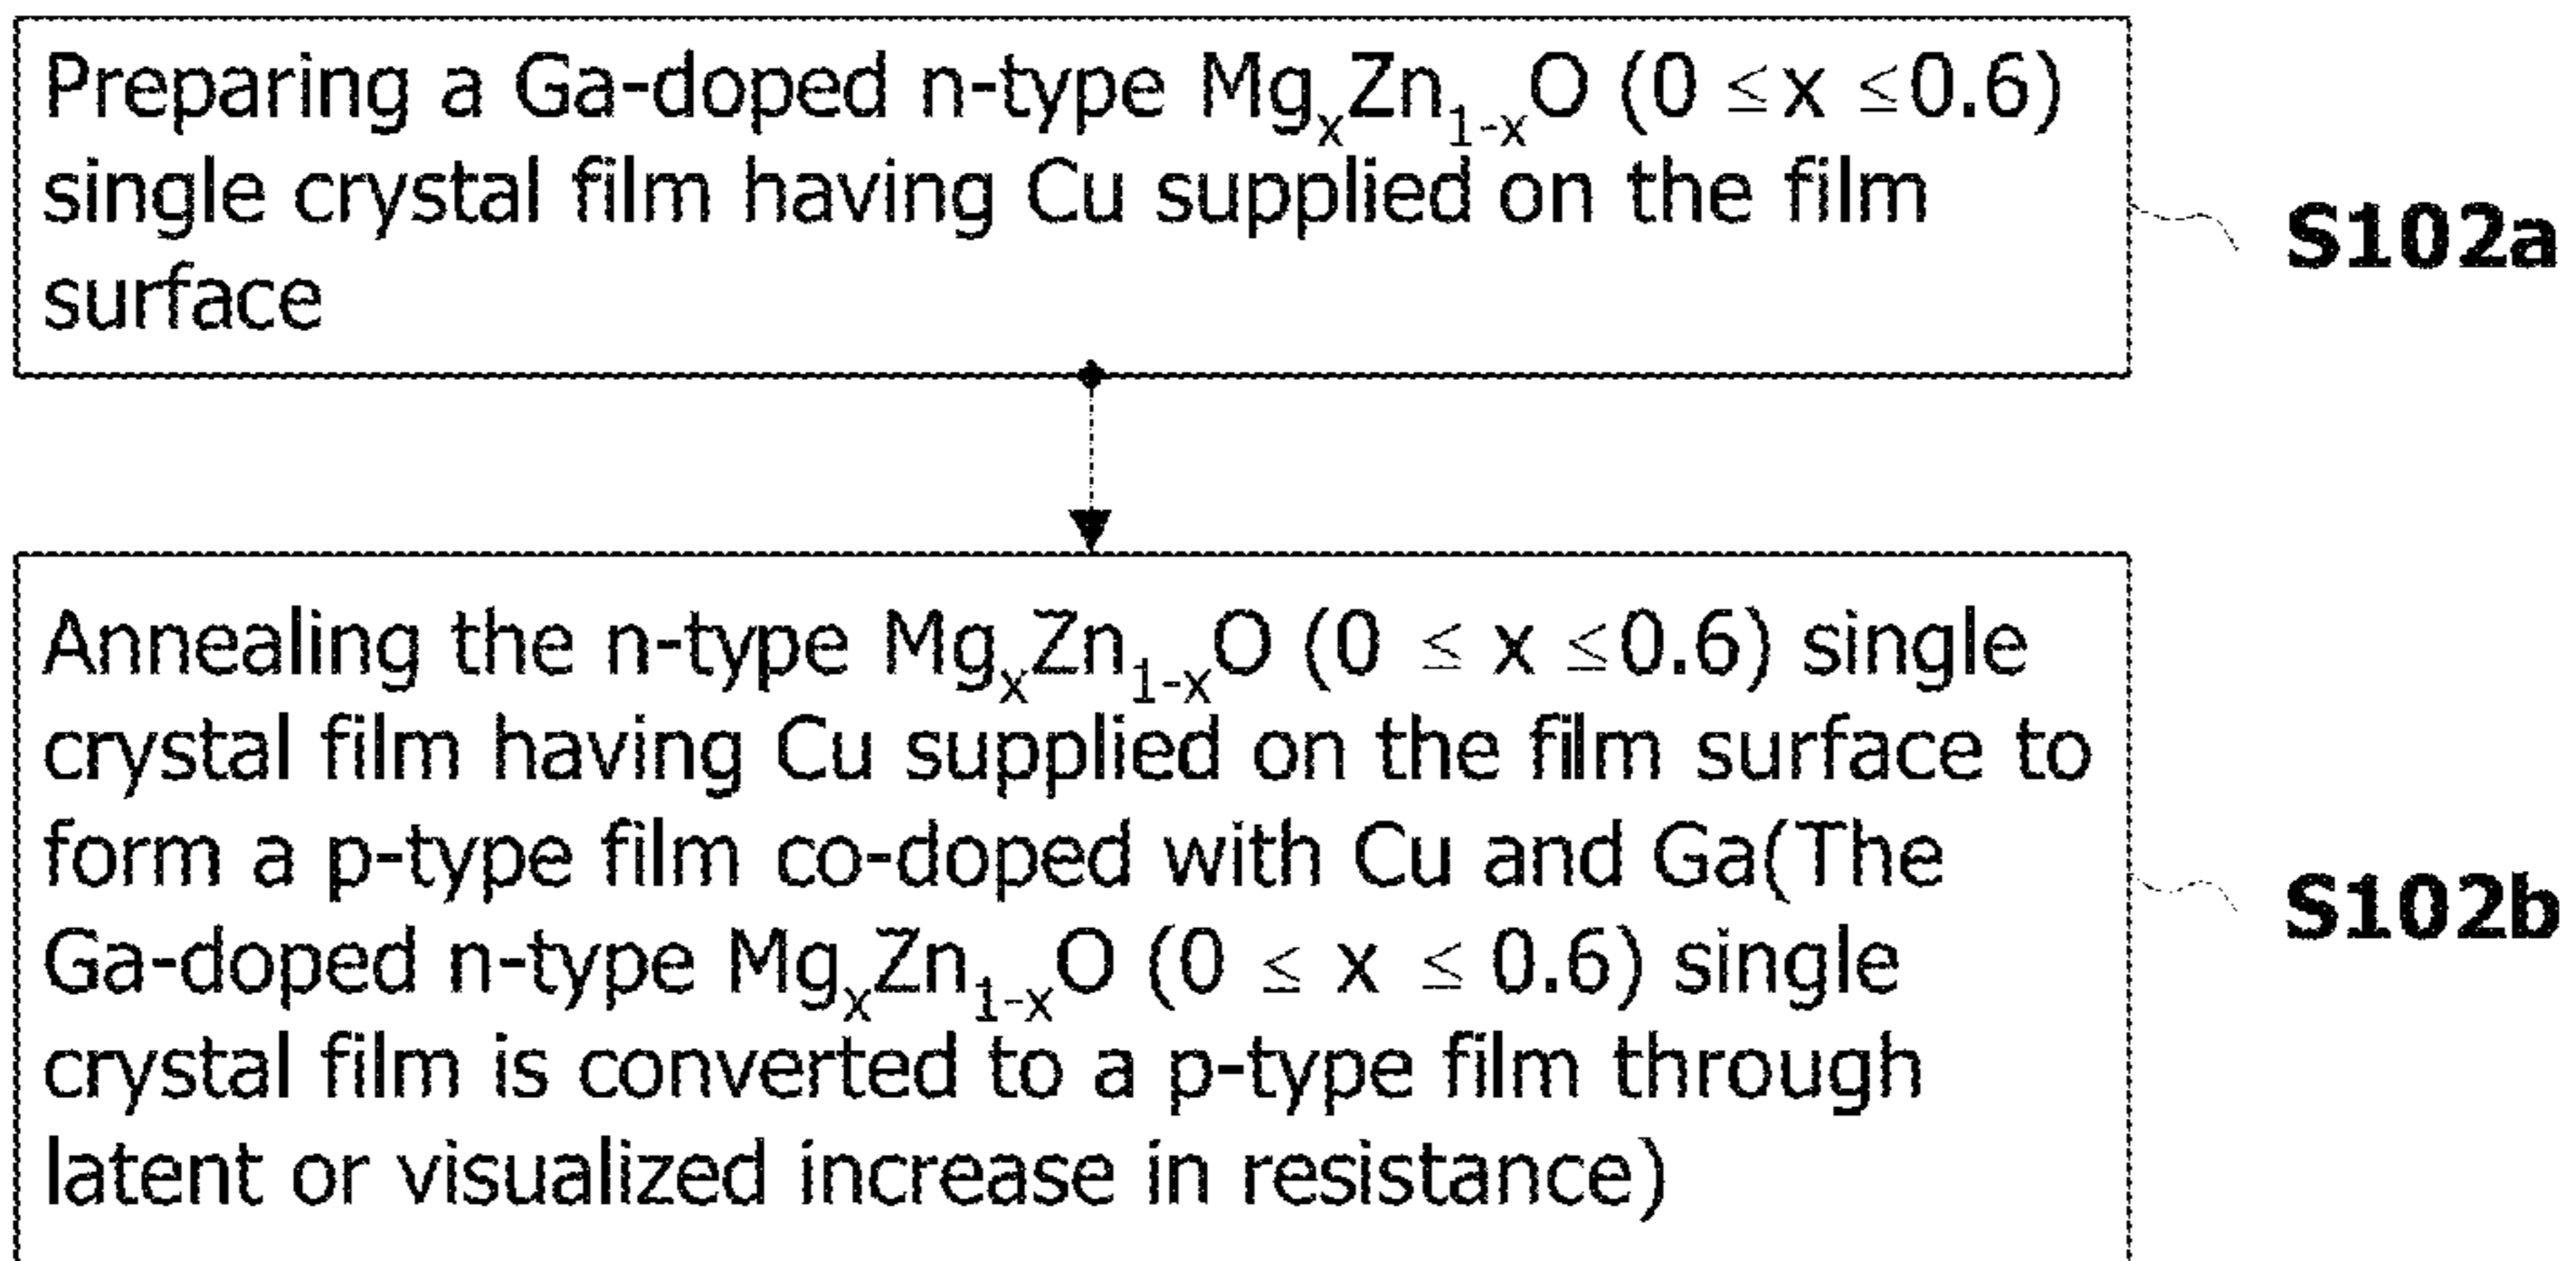 Preparing a Ga-doped n-type MgₓZn₁₋ₓO (0 ≤x ≤0.6)
single crystal film having Cu supplied on the film
surface
S102a
Annealing the n-type MgₓZn₁₋ₓO (0 ≤ x ≤0.6) single
crystal film having Cu supplied on the film surface to
form a p-type film co-doped with Cu and Ga(The
Ga-doped n-type MgₓZn₁₋ₓO (0 ≤ x ≤ 0.6) single
crystal film is converted to a p-type film through
latent or visualized increase in resistance)
S102b